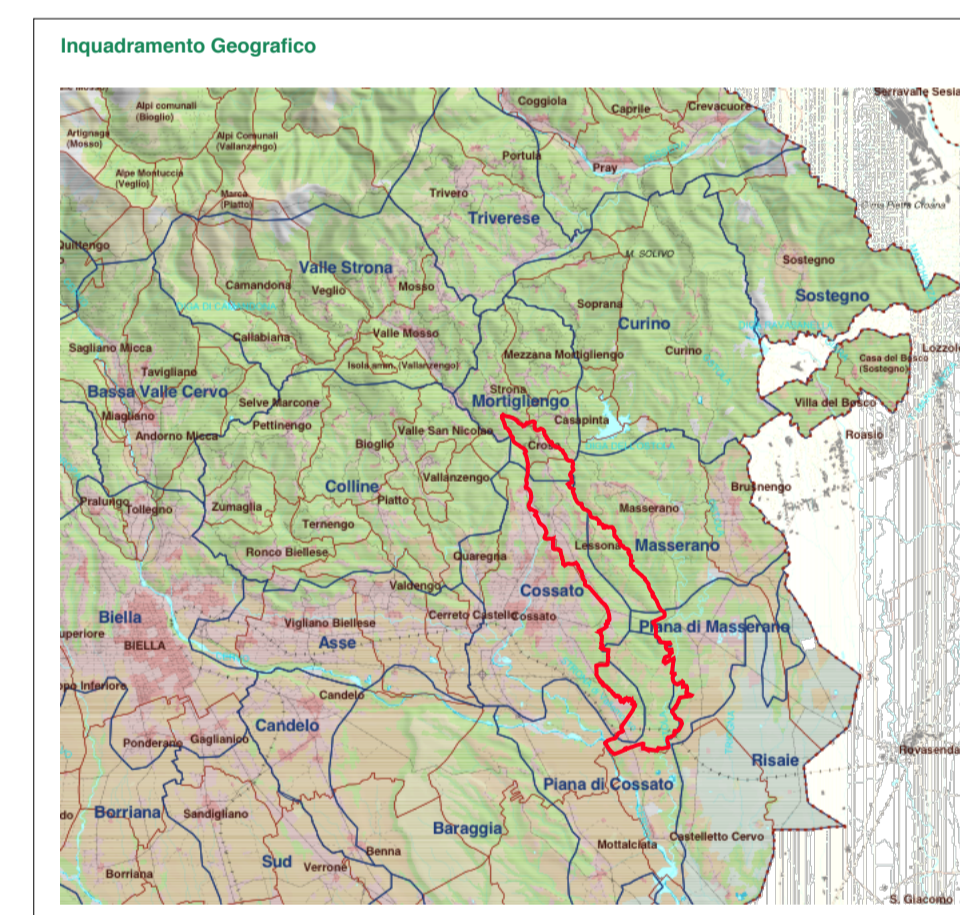 Inquadramento Geografico
Serravalle Sesia
Coggiola
Caprile
Crevacuore
Alpi comunali
(Bioglio)
Artignaga
(Mosso)
Alpi Comunali
(Vallanzengo)
Portula
Pray
Alpe Montuccia
(Veglio)
Marca
(Piatto)
Trivero
Triverese
Quittengo
M. SOLIVO
Sostegno
Valle Strona
Camandona
Veglio
Mosso
Sostegno
Soprana
Curino
Callabiana
Valle Mosso
Sagliano Micca
Mezzana Mortigliengo
Curino
Casa del Bosco
(Sostegno)
Isola amm. (Vallanzengo)
Tavigliano
Bassa Valle Cervo
Strona
Mortigliengo
Selve Marcone
Villa del Bosco
Miagliano
Pettinengo
Casapinta
Andorno Micca
Valle San Nicolao
Roasio
Bioglio
Crosa
Vallanzengo
Colline
Brusnengo
Piatto
Pralungo
Tollegno
Zumaglia
Masserano
Ternengo
Lessona
Masserano
Ronco Biellese
Quaregna
Valdengo
Cossato
Biella
Vigliano Biellese
Cerreto Castello
Cossato
Piana di Masserano
BIELLA
Asse
Candelo
Candelo
Ponderano
Gaglianico
Rovasenda
Risaie
Piana di Cossato
Borriana
Sandigliano
Baraggia
Castelletto Cervo
Mottalciata
Benna
Sud
Verrone
Borriana
S. Giacomo